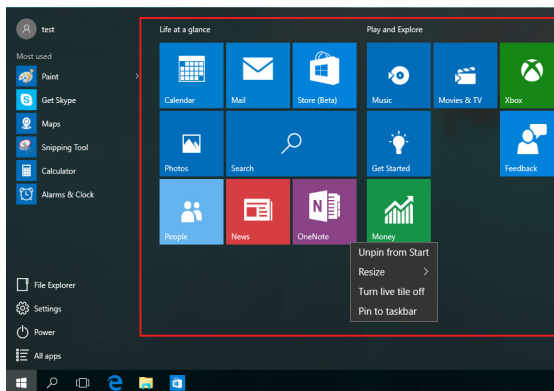 test
Most used
Paint
Get Skype
Maps
Snipping Tool
Calculator
Alarms & Clock
File Explorer
Settings
Power
All apps
Life at a glance
Calendar
Mail
Store (Beta)
Photos
Search
People
News
OneNote
Play and Explore
Music
Movies & TV
Xbox
Get Started
Feedback
Money
Unpin from Start
Resize
Turn live tile off
Pin to taskbar